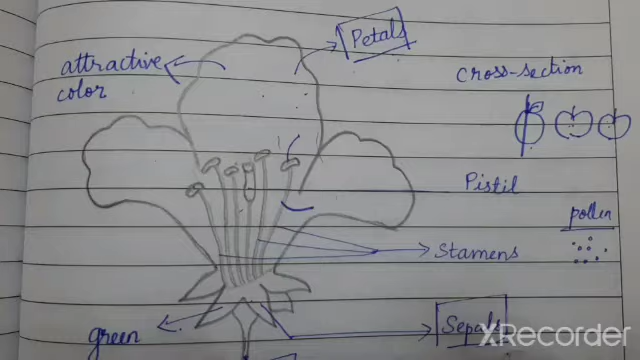 Petals
attractive
color
cross-section
Pistil
pollen
Stamens
Sepals
green
XRecorder